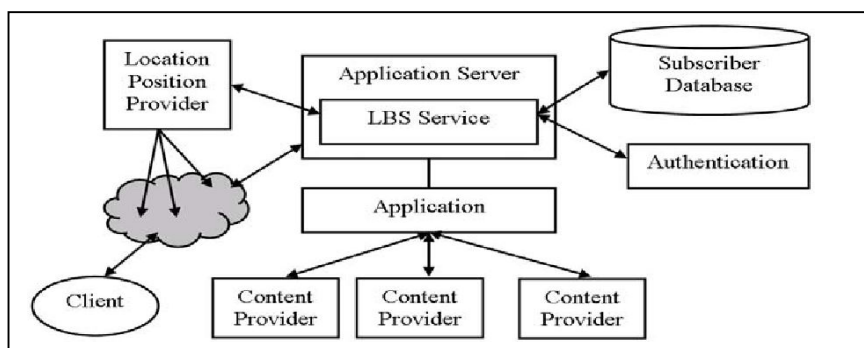 Location
Position
Provider
Application Server
LBS Service
Subscriber
Database
Authentication
Application
Client
Content
Provider
Content
Provider
Content
Provider